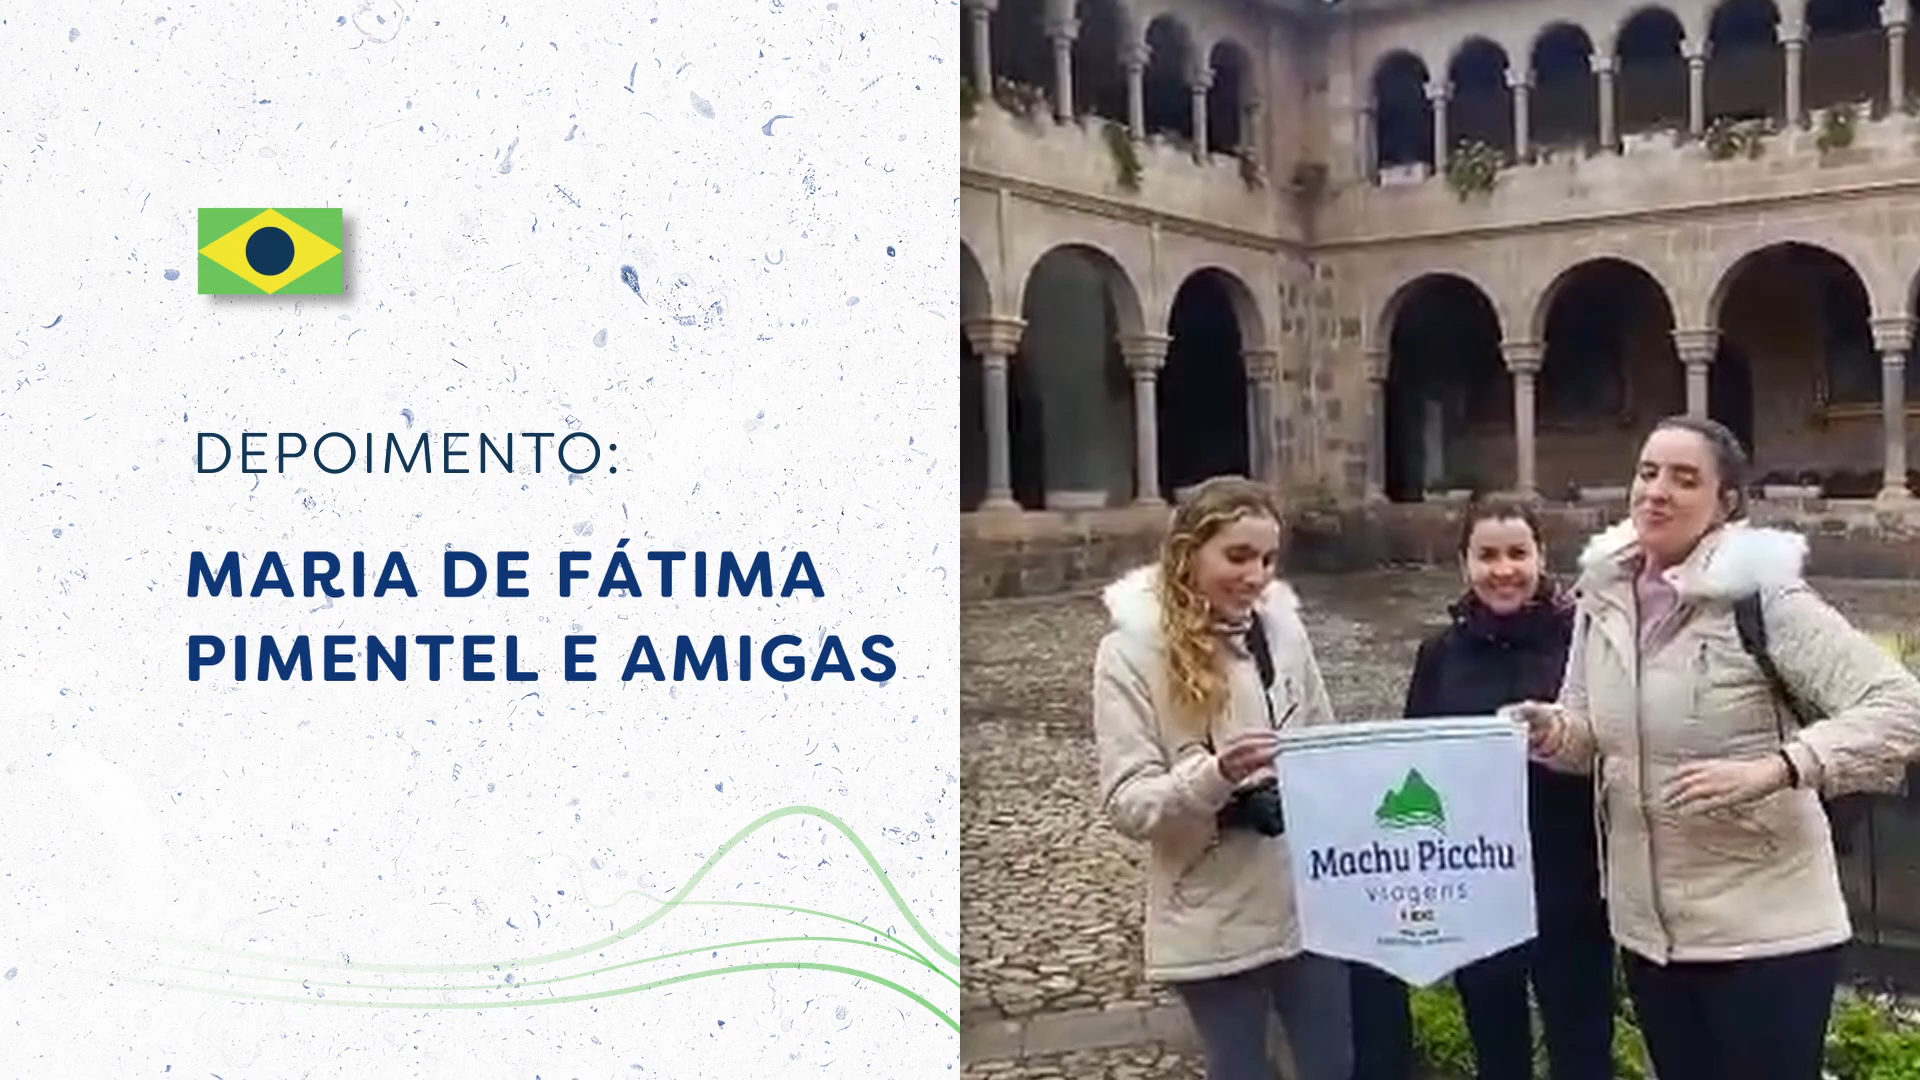 DEPOIMENTO:
MARIA DE FÁTIMA
PIMENTEL E AMIGAS
Machu Picchu
viagens